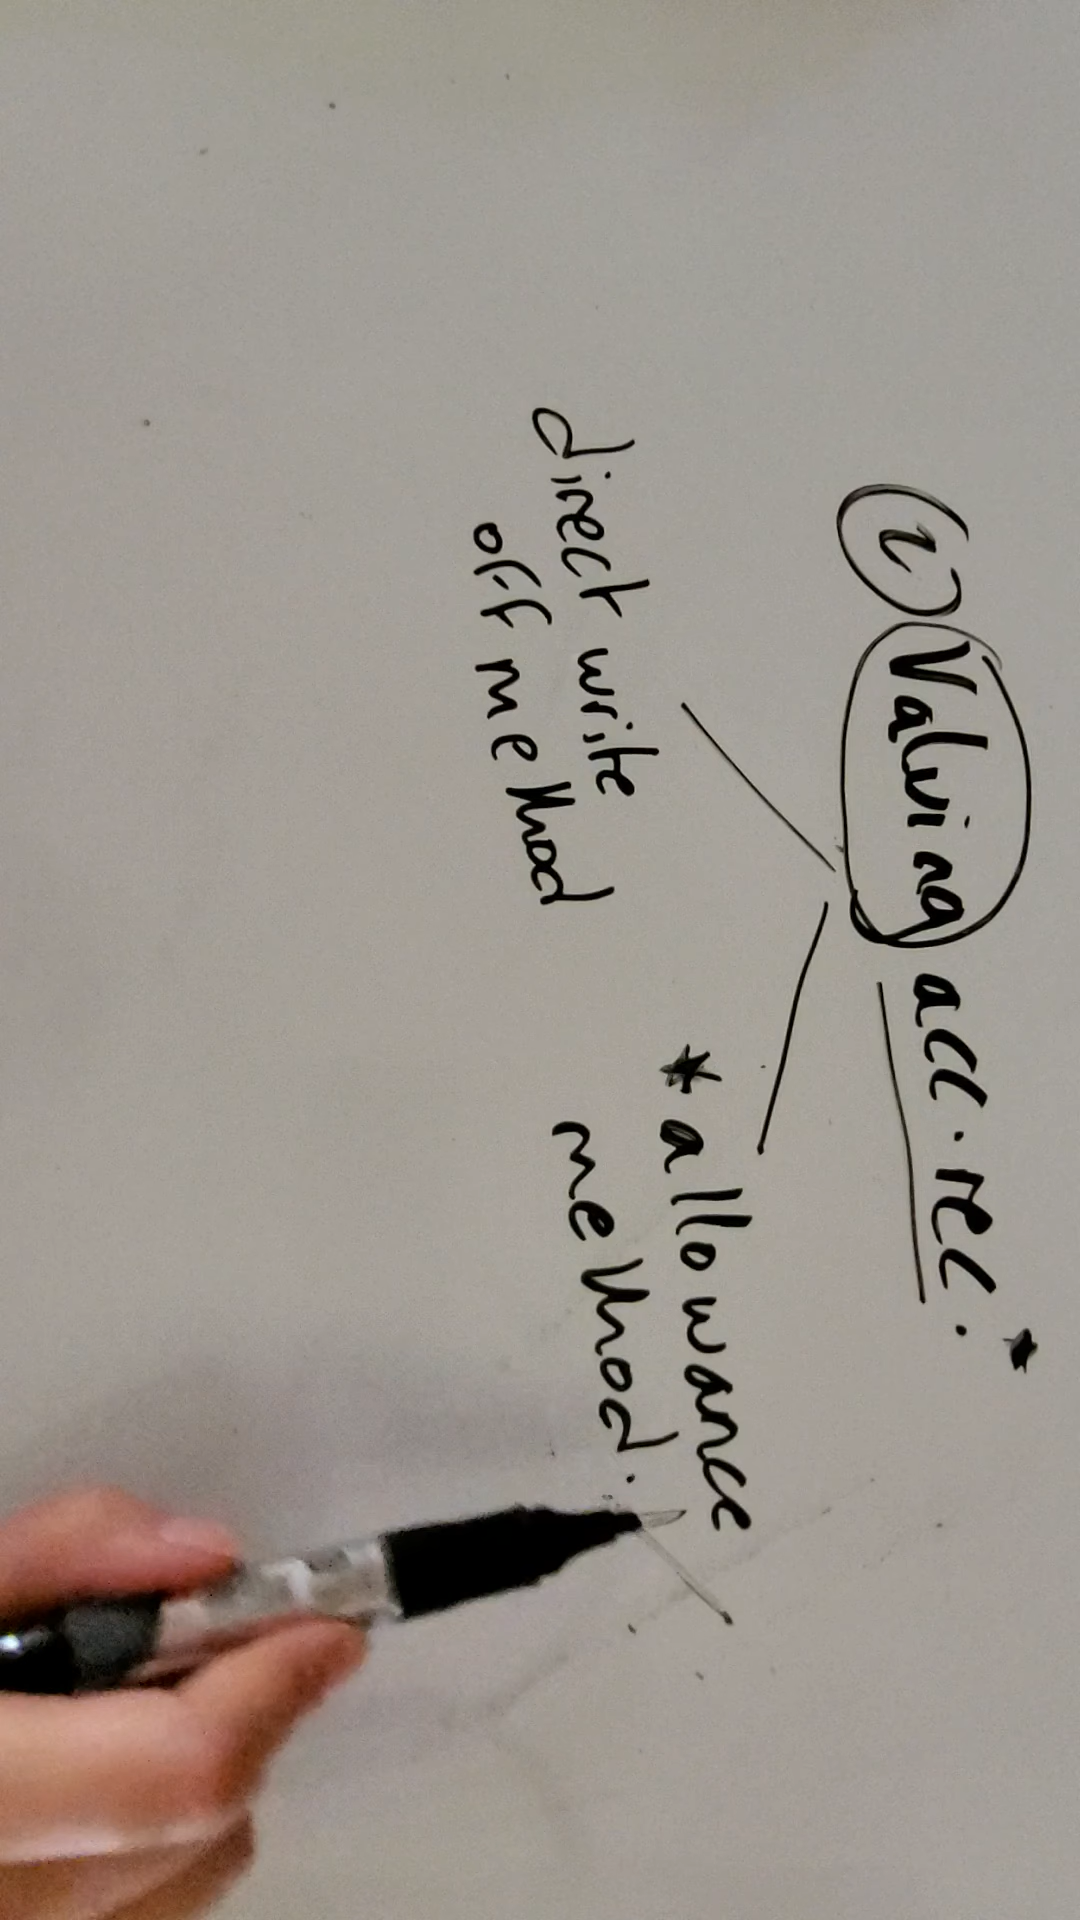 (2) Valuing acc. rec. *
direct write
off method
* allowance
method.